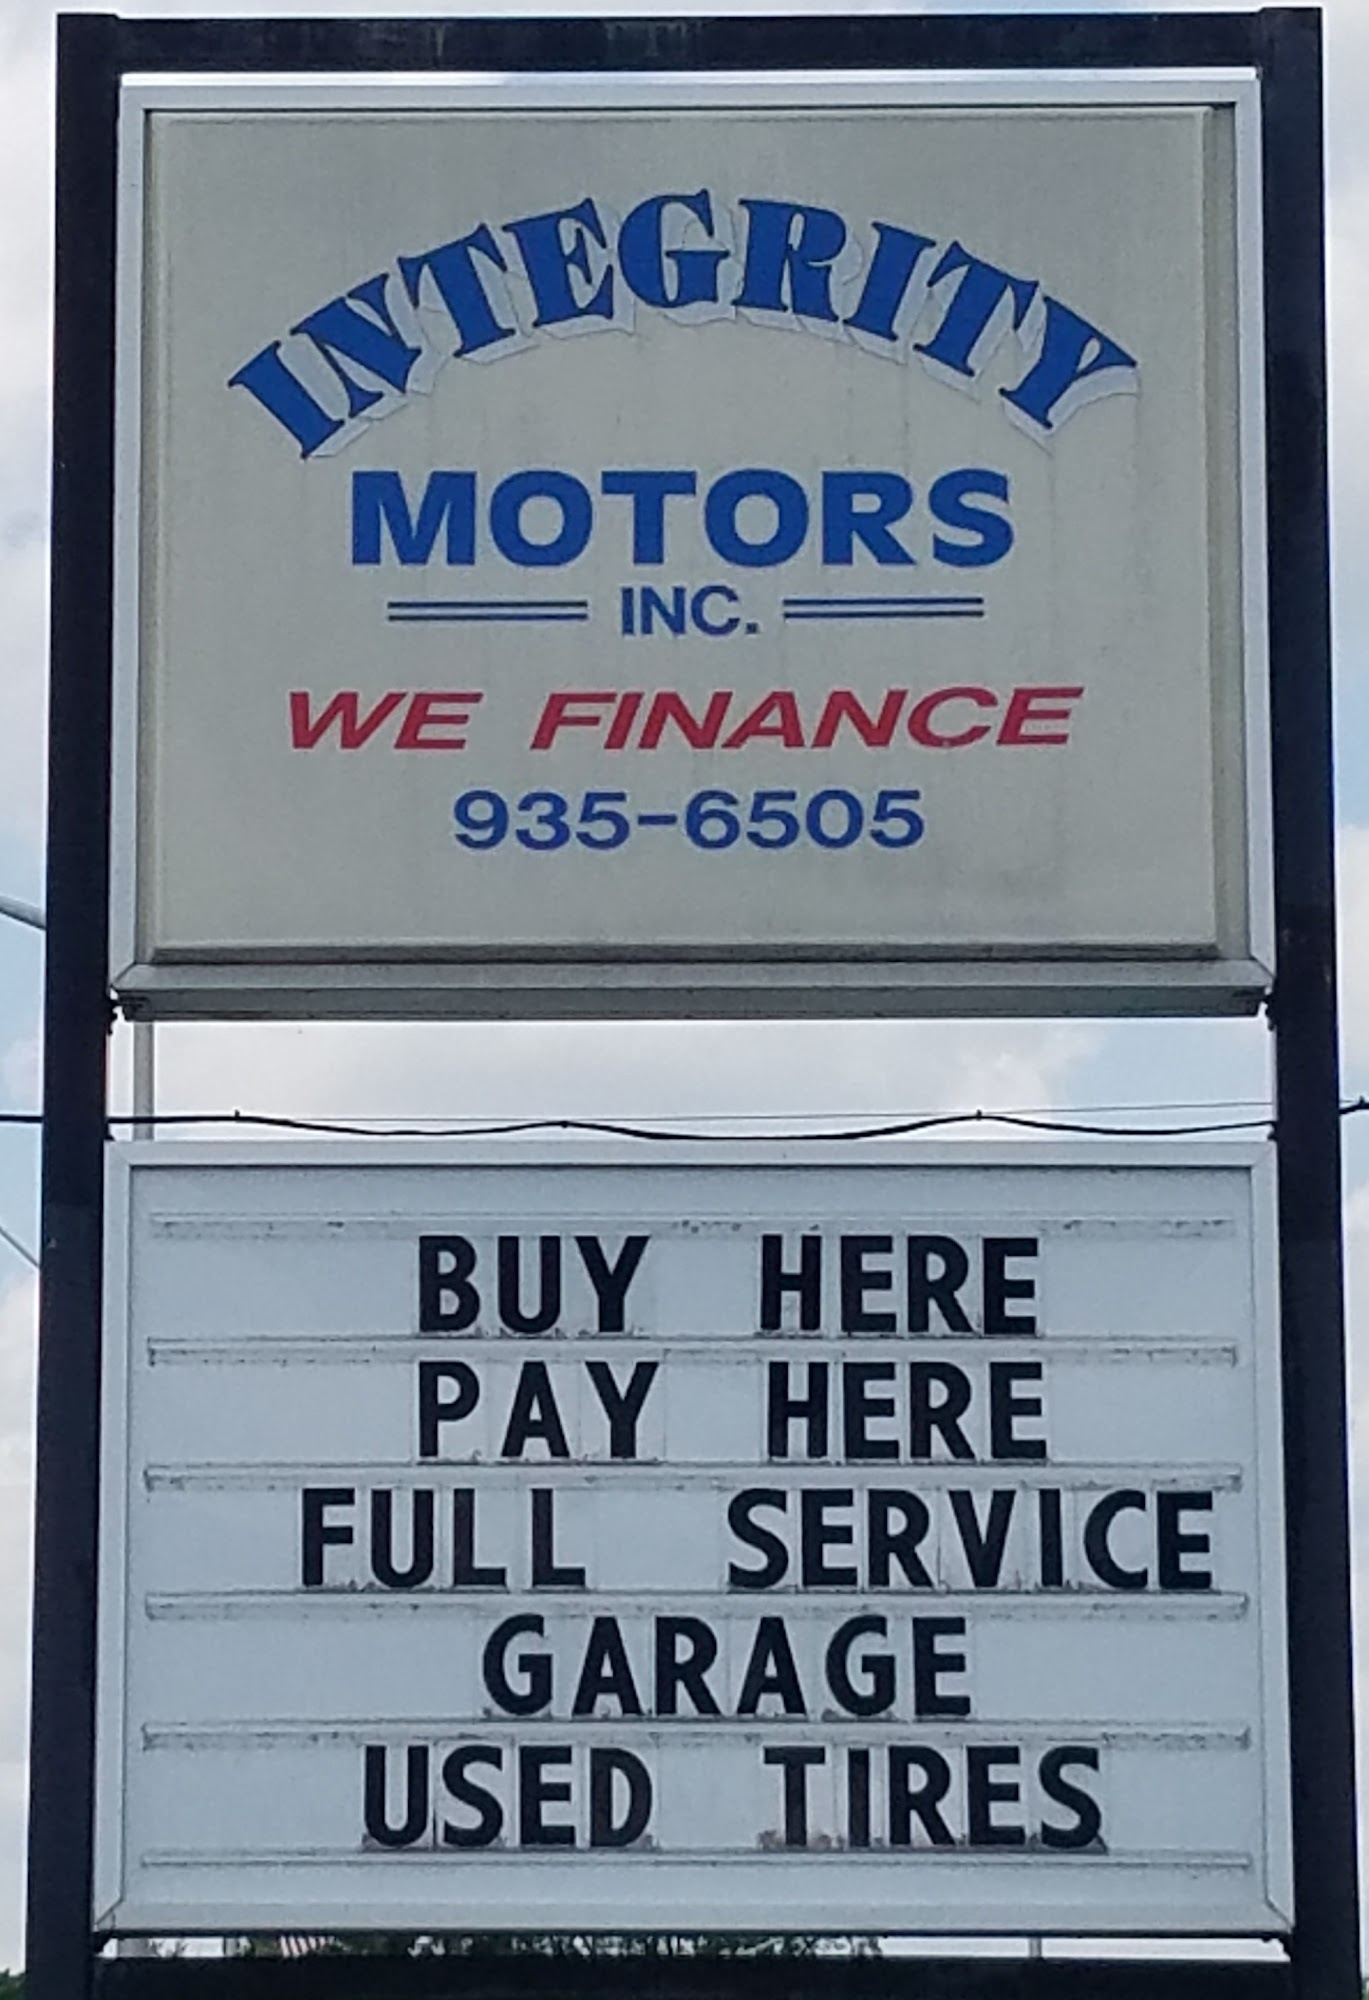 INTEGRITY
MOTORS
INC.
WE FINANCE
935-6505
BUY HERE
PAY HERE
FULL SERVICE
GARAGE
USED TIRES